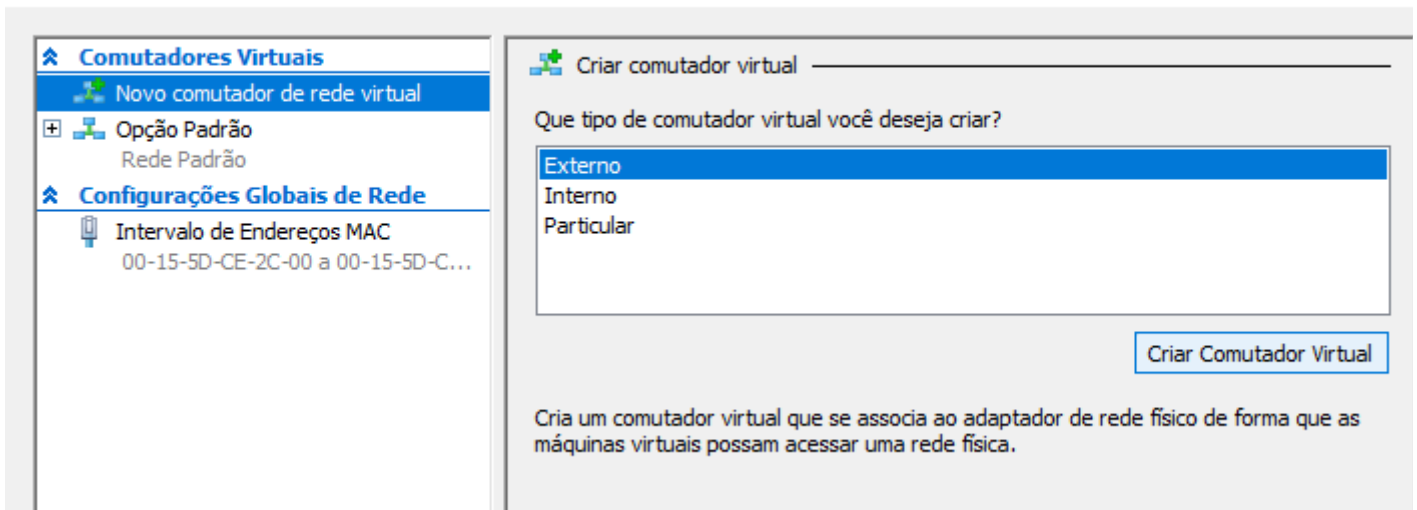 Comutadores Virtuais
Novo comutador de rede virtual
Opção Padrão
Rede Padrão
Configurações Globais de Rede
Intervalo de Endereços MAC
00-15-5D-CE-2C-00 a 00-15-5D-C...
Criar comutador virtual
Que tipo de comutador virtual você deseja criar?
Externo
Interno
Particular
Criar Comutador Virtual
Cria um comutador virtual que se associa ao adaptador de rede físico de forma que as
máquinas virtuais possam acessar uma rede física.